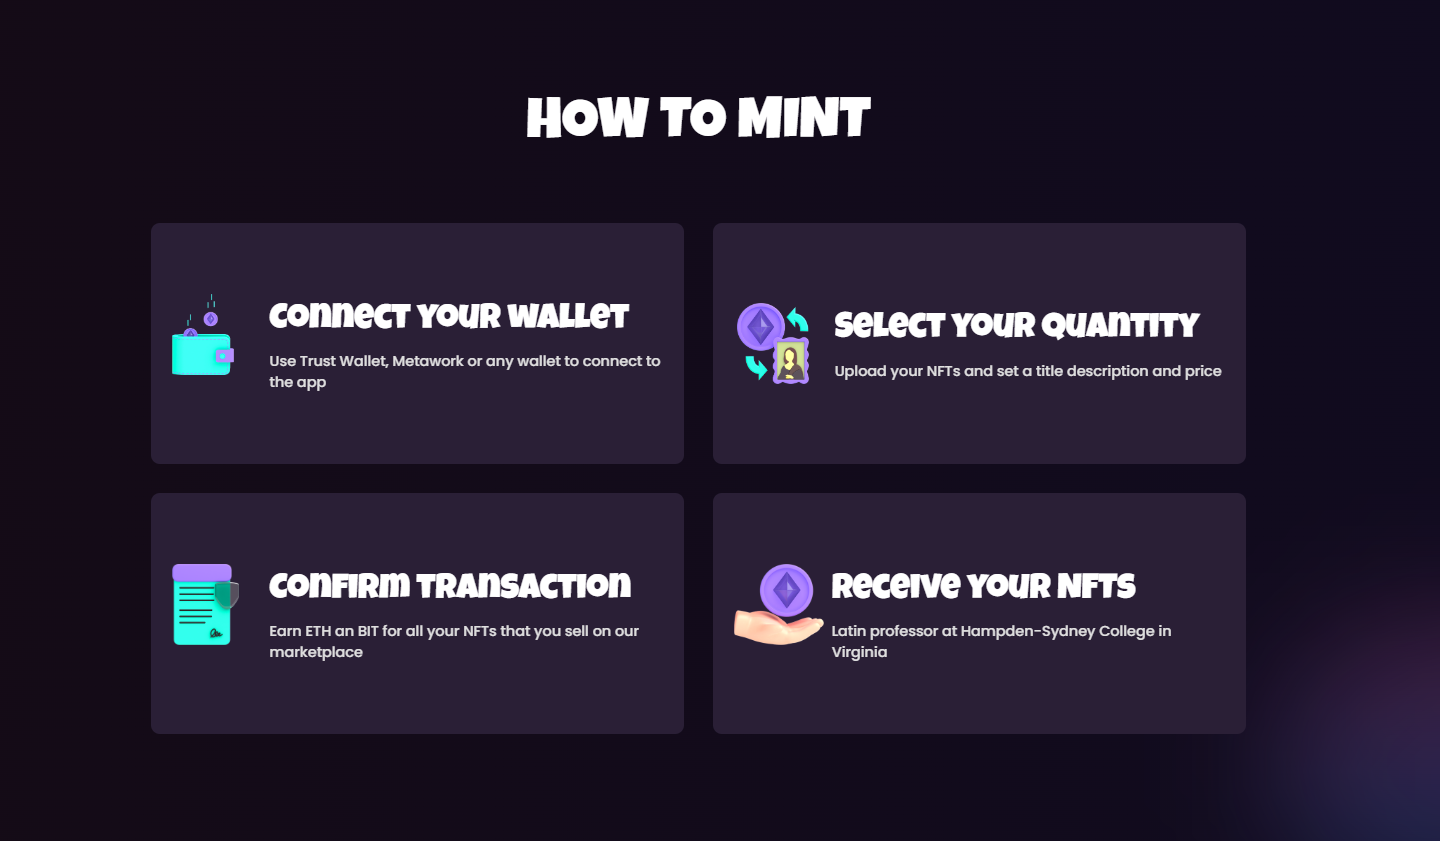 HOW TO MINT
Connect Your Wallet
Use Trust Wallet, Metawork or any wallet to connect to
the app
Select Your Quantity
Upload your NFTs and set a title description and price
Confirm Transaction
Earn ETH an BIT for all your NFTs that you sell on our
marketplace
Receive Your NFTs
Latin professor at Hampden-Sydney College in
Virginia